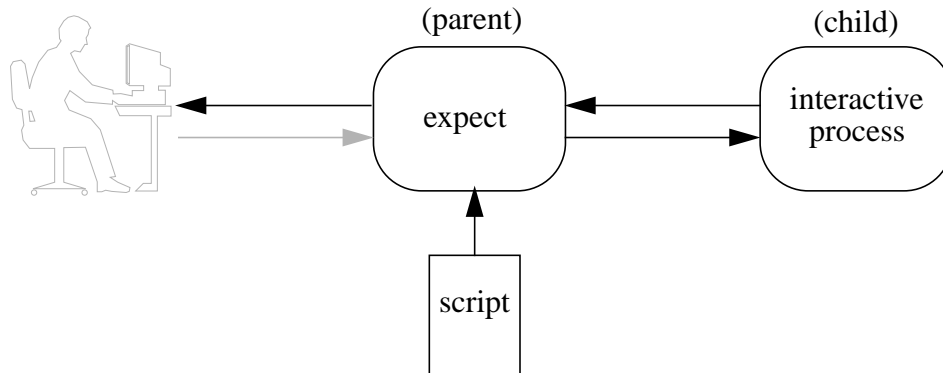 (parent)
(child)
expect
interactive
process
script